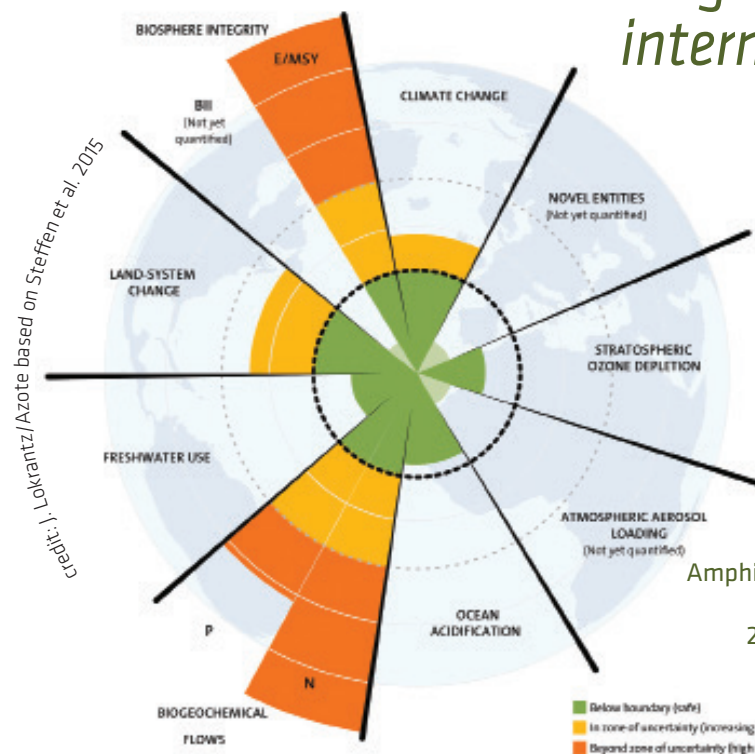 intern
BIOSPHERE INTEGRITY
E/MSY
BII
(Not yet
quantified)
CLIMATE CHANGE
NOVEL ENTITIES
(Not yet quantified)
LAND-SYSTEM
CHANGE
STRATOSPHERIC
OZONE DEPLETION
FRESHWATER USE
ATMOSPHERIC AEROSOL
LOADING
(Not yet quantified)
OCEAN
ACIDIFICATION
P
N
BIOGEOCHEMICAL
FLOWS
credit: J. Lokrantz/Azote based on Steffen et al. 2015
Amphi
2
Below boundary (safe)
In zone of uncertainty (increasing
Beyond zone of uncertainty (high